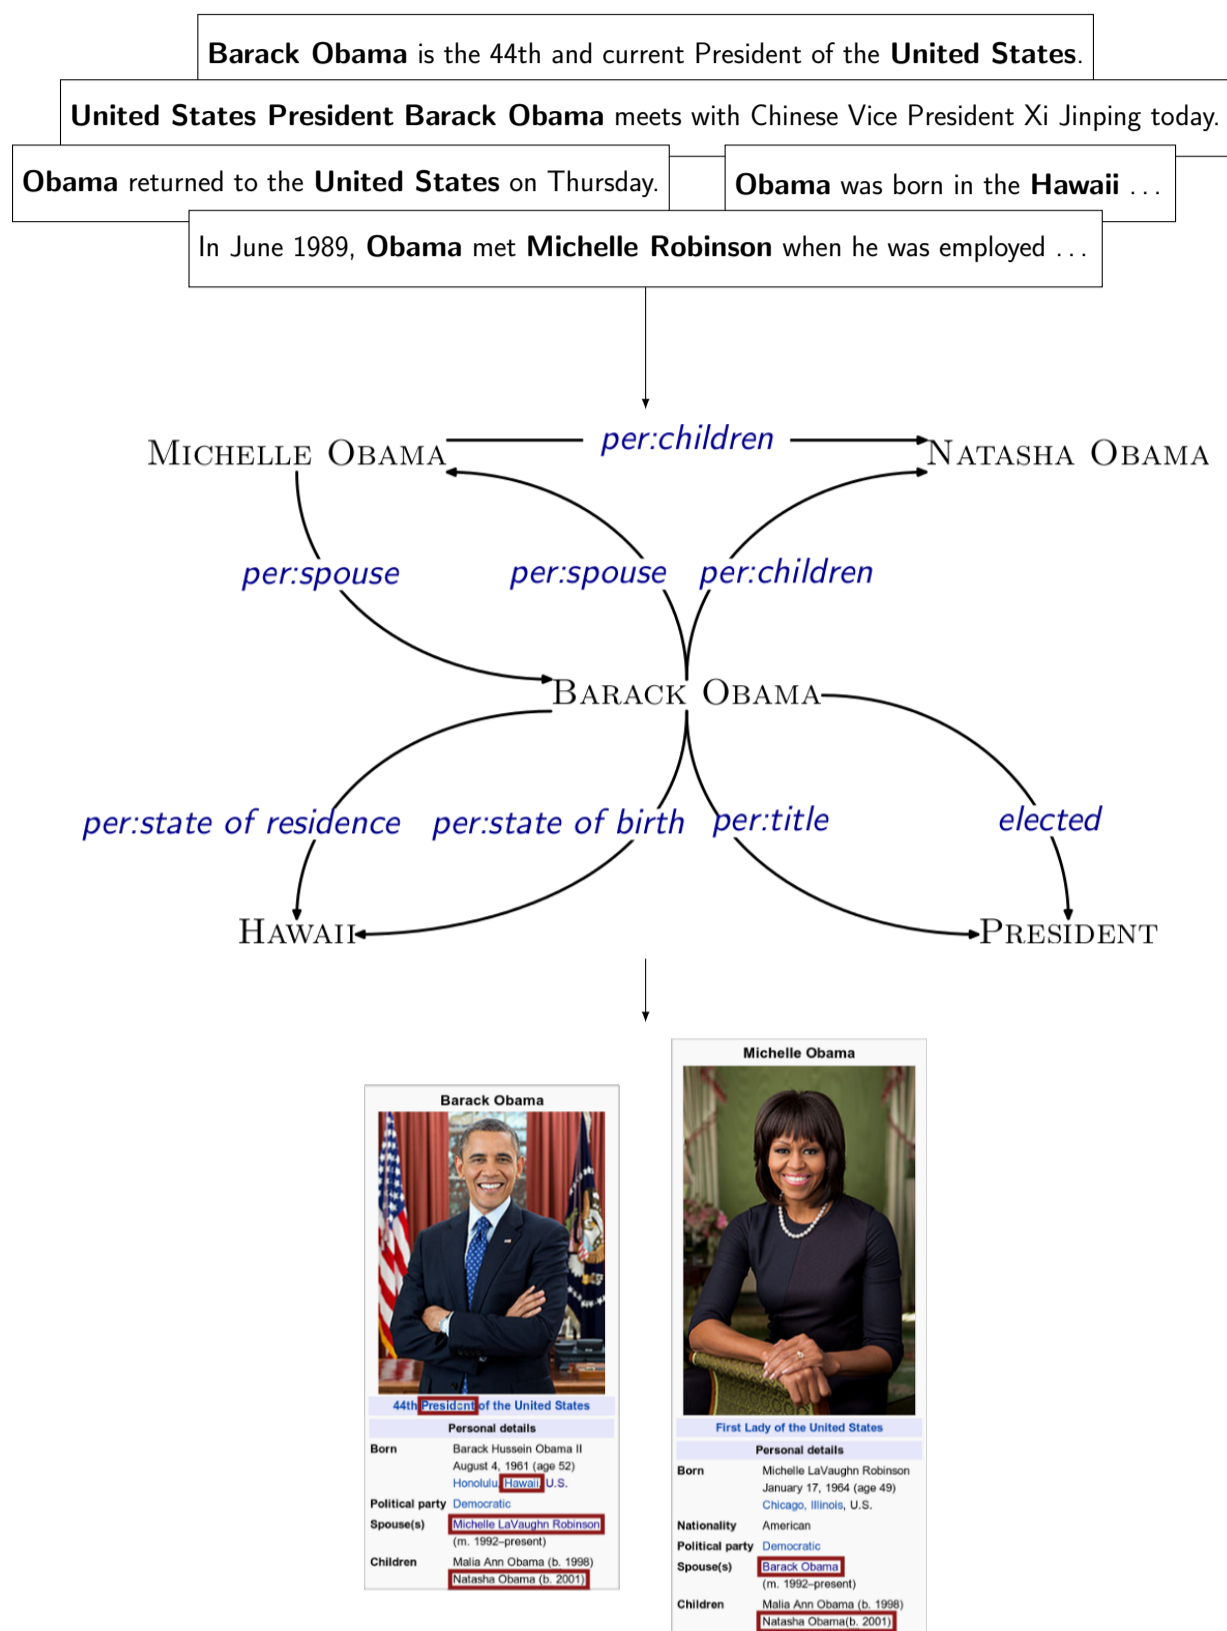 Barack Obama is the 44th and current President of the United States.
United States President Barack Obama meets with Chinese Vice President Xi Jinping today.
Obama returned to the United States on Thursday.
Obama was born in the Hawaii ...
In June 1989, Obama met Michelle Robinson when he was employed ...
MICHELLE OBAMA
per:children
NATASHA OBAMA
per:spouse
per:spouse
per:children
BARACK OBAMA
per:state of residence
per:state of birth
per:title
elected
HAWAII
PRESIDENT
Barack Obama
44th President of the United States
Personal details
Born Barack Hussein Obama II
August 4, 1961 (age 52)
Honolulu, Hawaii, U.S.
Political party Democratic
Spouse(s) Michelle LaVaughn Robinson
(m. 1992–present)
Children Malia Ann Obama (b. 1998)
Natasha Obama (b. 2001)
Michelle Obama
First Lady of the United States
Personal details
Born Michelle LaVaughn Robinson
January 17, 1964 (age 49)
Chicago, Illinois, U.S.
Nationality American
Political party Democratic
Spouse(s) Barack Obama
(m. 1992–present)
Children Malia Ann Obama (b. 1998)
Natasha Obama(b. 2001)